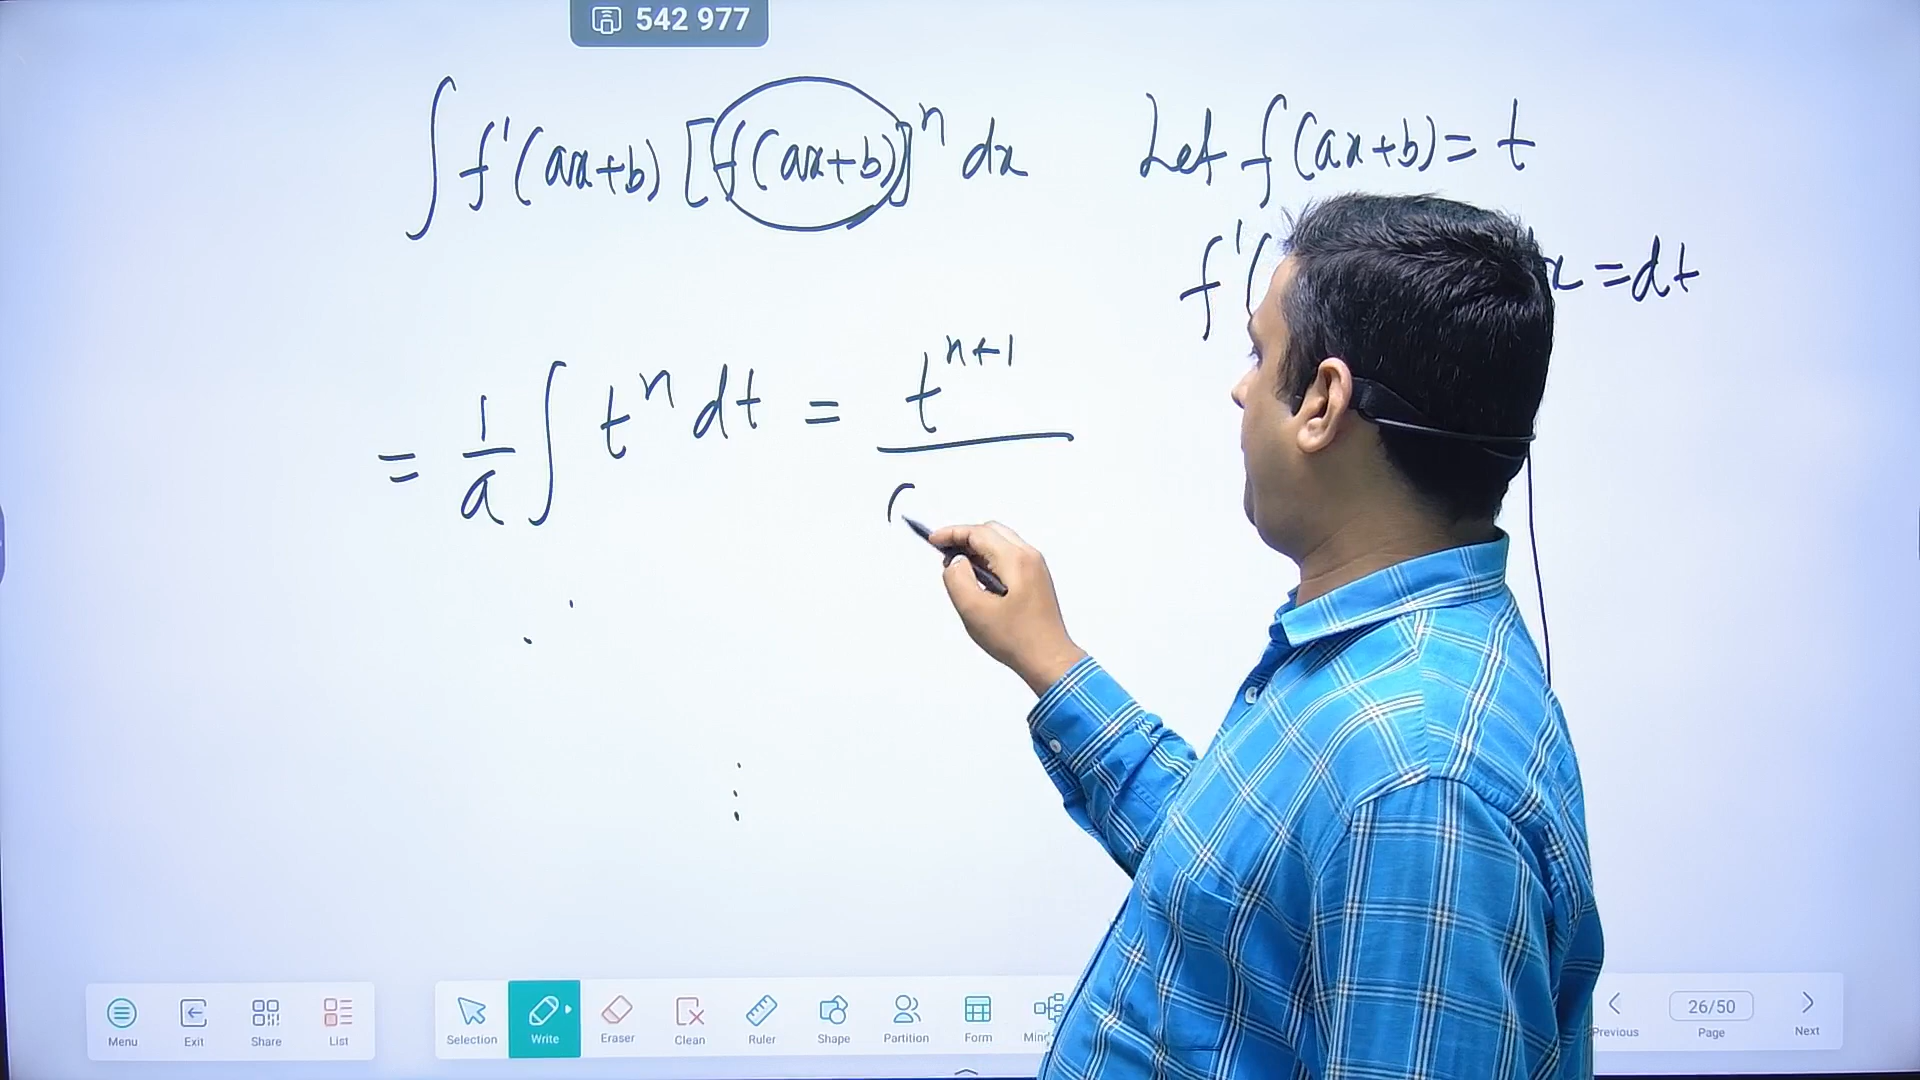 542 977
∫ f'(ax+b) [f(ax+b)]ⁿ dx
Let f(ax+b) = t
f'( x = dt
= 1/a ∫ tⁿ dt = tⁿ⁺¹/(
Menu Exit Share List Selection Write Eraser Clean Ruler Shape Partition Form Previous 26/50 Page Next